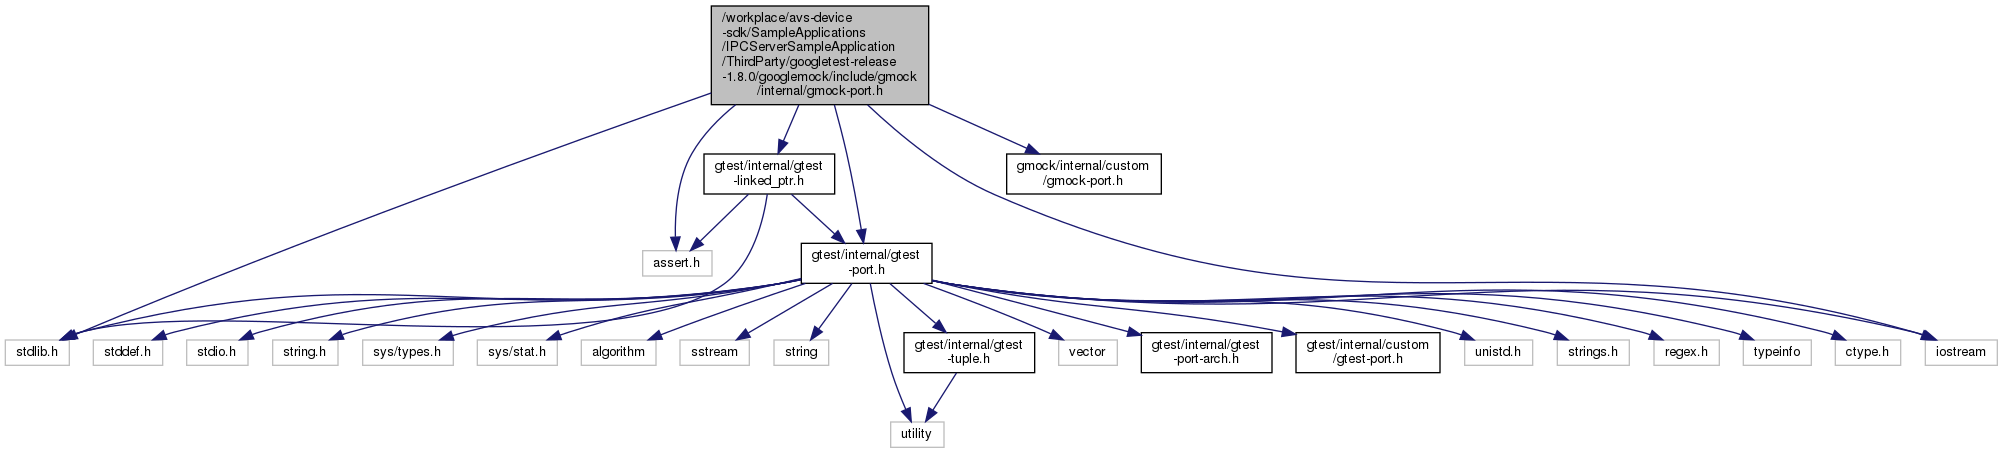 /workplace/avs-device
-sdk/SampleApplications
/IPCServerSampleApplication
/ThirdParty/googletest-release
-1.8.0/googlemock/include/gmock
/internal/gmock-port.h
gtest/internal/gtest
-linked_ptr.h
gmock/internal/custom
/gmock-port.h
assert.h
gtest/internal/gtest
-port.h
stdlib.h
stddef.h
stdio.h
string.h
sys/types.h
sys/stat.h
algorithm
sstream
string
gtest/internal/gtest
-tuple.h
vector
gtest/internal/gtest
-port-arch.h
gtest/internal/custom
/gtest-port.h
unistd.h
strings.h
regex.h
typeinfo
ctype.h
iostream
utility